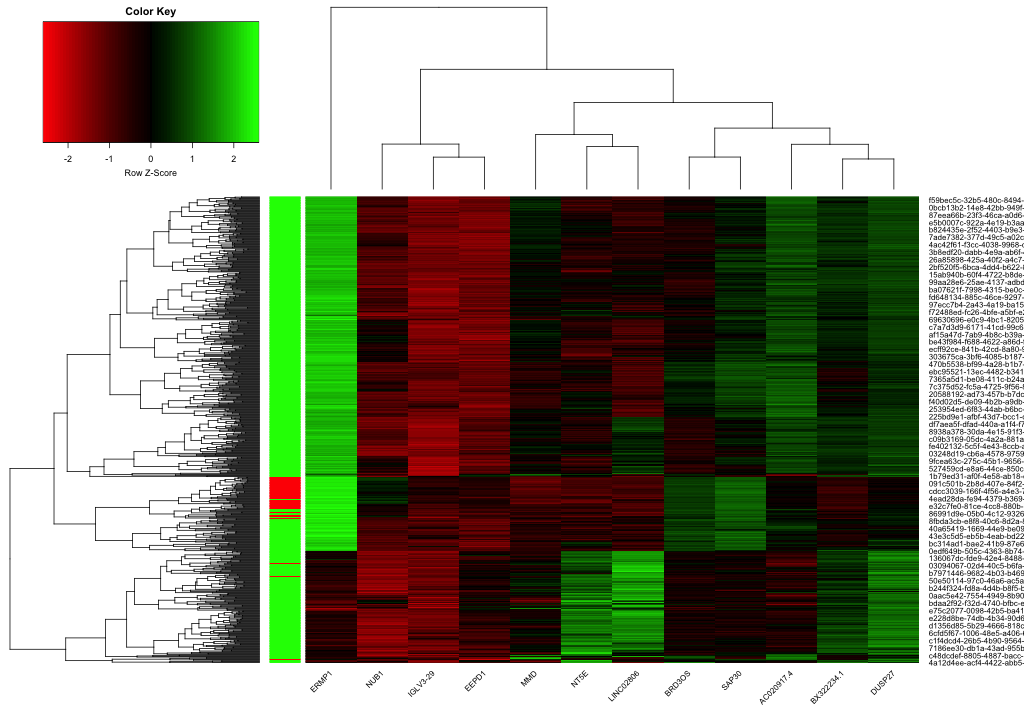 Color Key
-2 -1 0 1 2
Row Z-Score
f59bec5c-32b5-480c-8494-
0bcb13b2-14e8-42bb-949f-
87eea66b-23f3-46ca-a0d6-
e5b0007c-922a-4e19-b3aa
b824435e-2f52-4403-b9e3-
7ade7382-377d-49c5-a02c
4ac42f61-f3cc-4038-9968-c
3b8edf20-dabb-4e9a-ab6f-
26a85898-425a-40f2-a4c7-
2bf520f5-6bca-4dd4-b622-
15ab940b-60f4-4722-b8de-
99aa28e6-25ae-4137-adbd
ba07621f-7998-4315-be0c-
fd648134-885c-46ce-9297-
97ecc7b4-2a43-4a19-ba15
f72488ed-fc26-4bfe-a5bf-e
69630696-e0c9-4bc1-8205
c7a7d3d9-6171-41cd-99c6
af15a47d-7ab9-4b8c-b39a-
be43f984-f688-4622-a86d-
ecff92ce-841b-42cd-8a80-9
303675ca-3bf6-4085-b187-
470b5538-bf99-4a28-b1b7-
ebc95521-13ec-4482-b341
7365a5d1-be08-411c-b24a
7c375d52-fc5a-4725-9f56-
20588192-ad73-457b-b7dc
f40d02d5-de09-4b2b-a9db-
253954ed-6f83-44ab-b6bc-
225bd9e1-afbf-43d7-bcc1-
df7aea5f-dfad-440a-a1f4-f7
8938a378-30da-4e15-91f3-
c09b3169-05dc-4a2a-881a
fe402132-5c5f-4e43-8ccb-a
03248d19-cb6a-4578-9759
9fcea63c-275c-45b1-9656-
527459cd-e8a6-44ce-850c
1b79ed31-af0f-4e58-ab18-
091c501b-2b8d-407e-84f2-
cdcc3039-166f-4f56-a4e3-7
4ead28da-fe94-4379-b369-
e32c7fe0-81ce-4cc8-880b-
86991d9e-05b0-4c12-9326
8fbda3cb-e8f8-40c6-8d2a-
40a65419-1669-44e9-be09
43e3c5d5-eb5b-4eab-bd22
bc314ad1-bae2-41b9-87e6
0edf649b-505c-4363-8b74-
136067dc-fde9-42e4-8488-
03094067-02d4-40c5-b6fa-
b7971446-9682-4b03-b469
50e50114-97c0-46a6-ac5a
b244f324-fd8a-4d4b-b8f5-b
0aac5e42-7554-4949-8b90
bdaa2f92-f32d-4740-bfbc-e
e75c2077-0098-42b5-ba41
e228d8be-74db-4b34-90d6
d1356d85-5b29-4666-818c
6cfd5f67-1006-48e5-a406-
c1f4dcd4-26b5-4b90-9564-
7186ee30-db1a-43ad-955b
c48dcdef-8805-4887-bacc-
4a12d4ee-acf4-4422-abb5-
ERMP1 NUB1 IGLV3-29 EEPD1 MMD NT5E LINC02806 BRD3OS SAP30 AC020917.4 BX322234.1 DUSP27